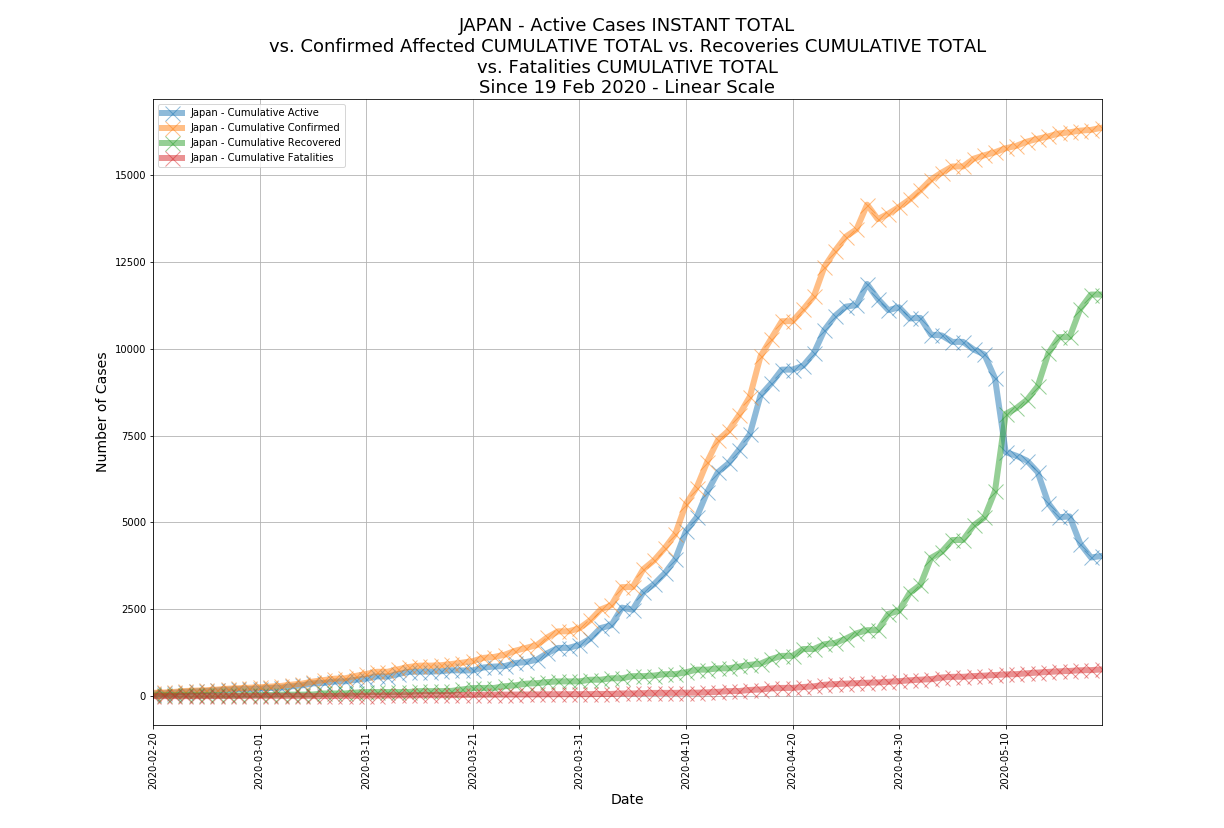 JAPAN - Active Cases INSTANT TOTAL
vs. Confirmed Affected CUMULATIVE TOTAL vs. Recoveries CUMULATIVE TOTAL
vs. Fatalities CUMULATIVE TOTAL
Since 19 Feb 2020 - Linear Scale
Japan - Cumulative Active
Japan - Cumulative Confirmed
Japan - Cumulative Recovered
Japan - Cumulative Fatalities
Number of Cases
15000
12500
10000
7500
5000
2500
0
2020-02-20
2020-03-01
2020-03-11
2020-03-21
2020-03-31
2020-04-10
2020-04-20
2020-04-30
2020-05-10
Date